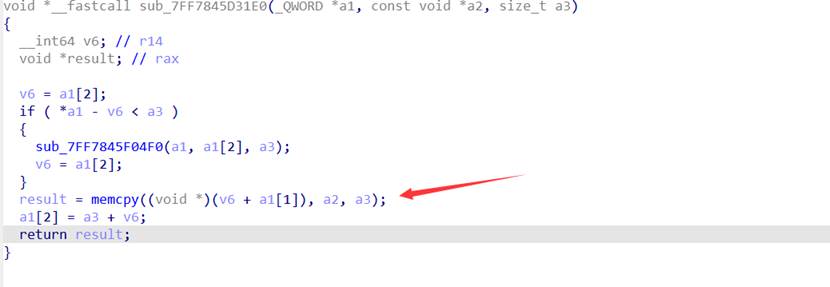 void *__fastcall sub_7FF7845D31E0(_QWORD *a1, const void *a2, size_t a3)
{
  __int64 v6; // r14
  void *result; // rax

  v6 = a1[2];
  if ( *a1 - v6 < a3 )
  {
    sub_7FF7845F04F0(a1, a1[2], a3);
    v6 = a1[2];
  }
  result = memcpy((void *)(v6 + a1[1]), a2, a3);
  a1[2] = a3 + v6;
  return result;
}